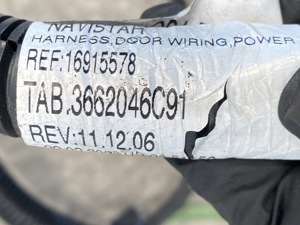 NAVISTAR
HARNESS,DOOR WIRING,POWER
REF:16915578
TAB.3662046C91
REV:11.12.06